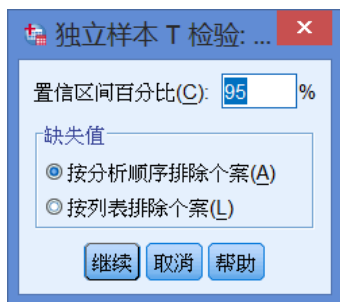 独立样本 T 检验: ...
置信区间百分比(C): 95 %
缺失值
按分析顺序排除个案(A)
按列表排除个案(L)
继续 取消 帮助